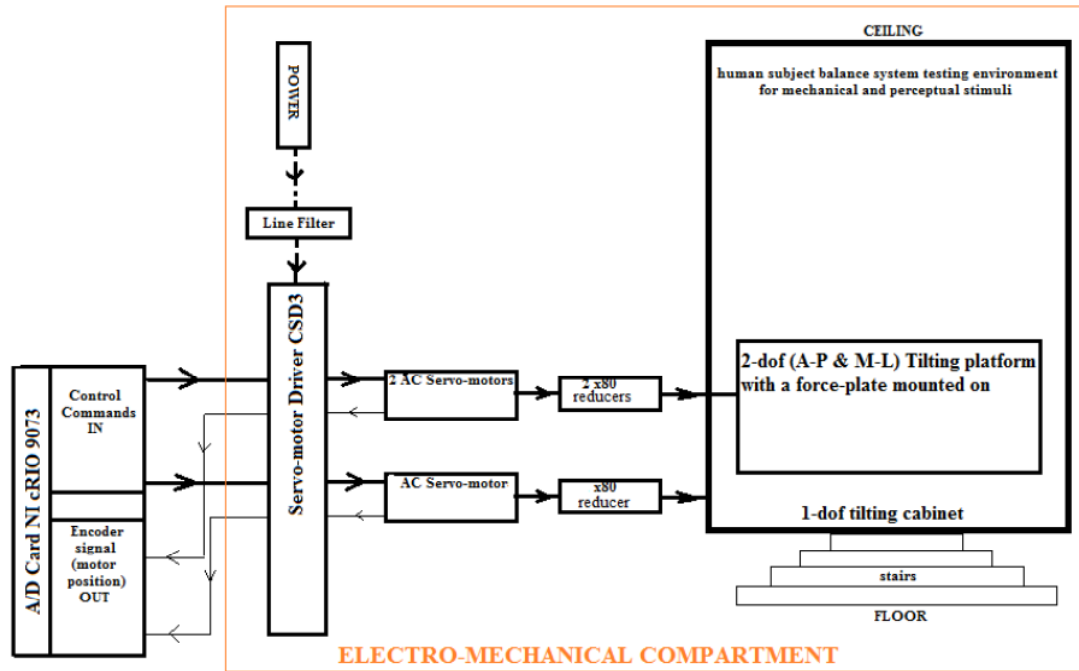 CEILING
human subject balance system testing environment
for mechanical and perceptual stimuli
POWER
Line Filter
Servo-motor Driver CSD3
A/D Card NI cRIO 9073
Control
Commands
IN
Encoder
signal
(motor
position)
OUT
2 AC Servo-motors
2 x80
reducers
AC Servo-motor
x80
reducer
2-dof (A-P & M-L) Tilting platform
with a force-plate mounted on
1-dof tilting cabinet
stairs
FLOOR
ELECTRO-MECHANICAL COMPARTMENT